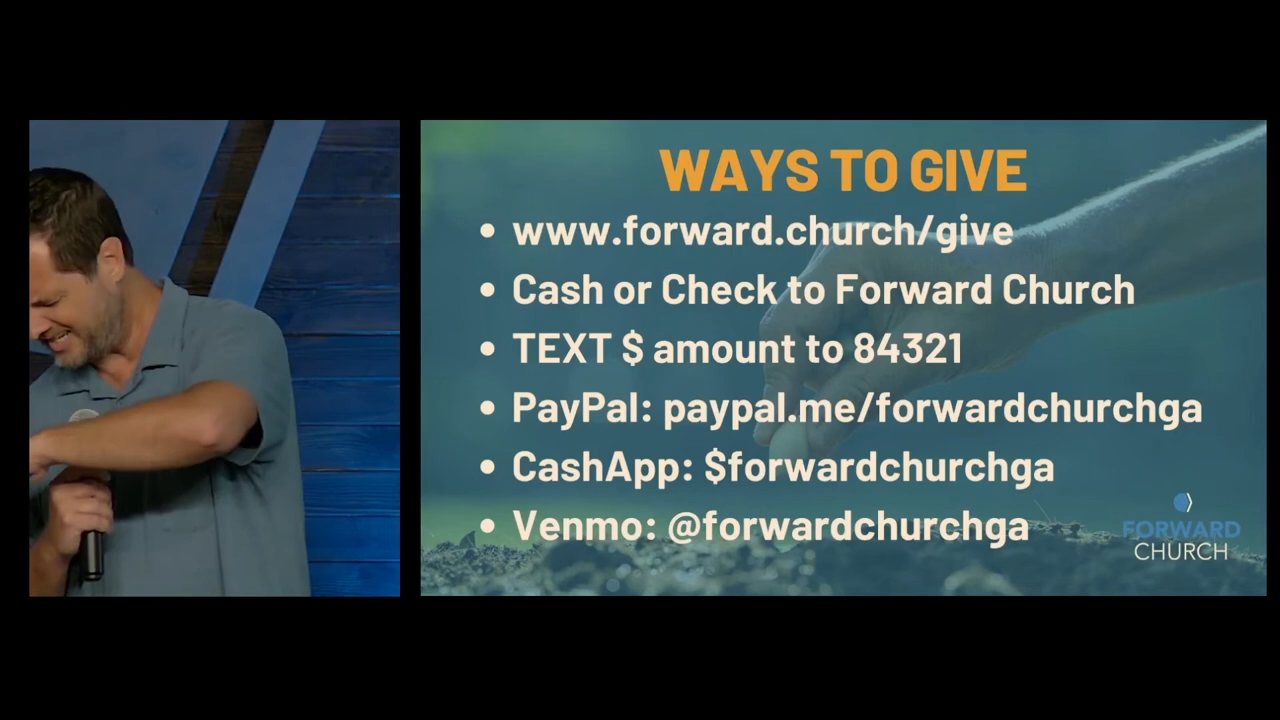 WAYS TO GIVE
• www.forward.church/give
• Cash or Check to Forward Church
• TEXT $ amount to 84321
• PayPal: paypal.me/forwardchurchga
• CashApp: $forwardchurchga
• Venmo: @forwardchurchga
FORWARD
CHURCH